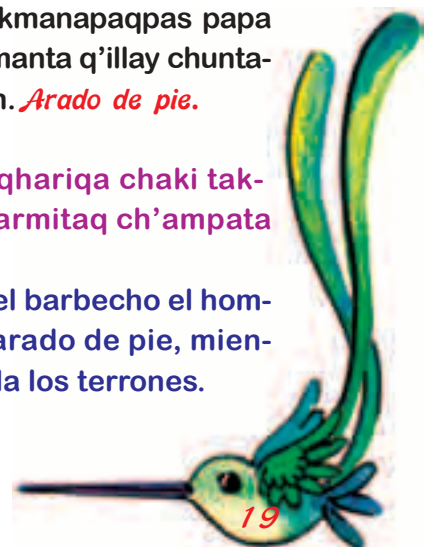 kmanapaqpas papa
manta q'illay chunta-
n. Arado de pie.
qhariqa chaki tak-
armitaq ch'ampata
el barbecho el hom-
arado de pie, mien-
la los terrones.
19